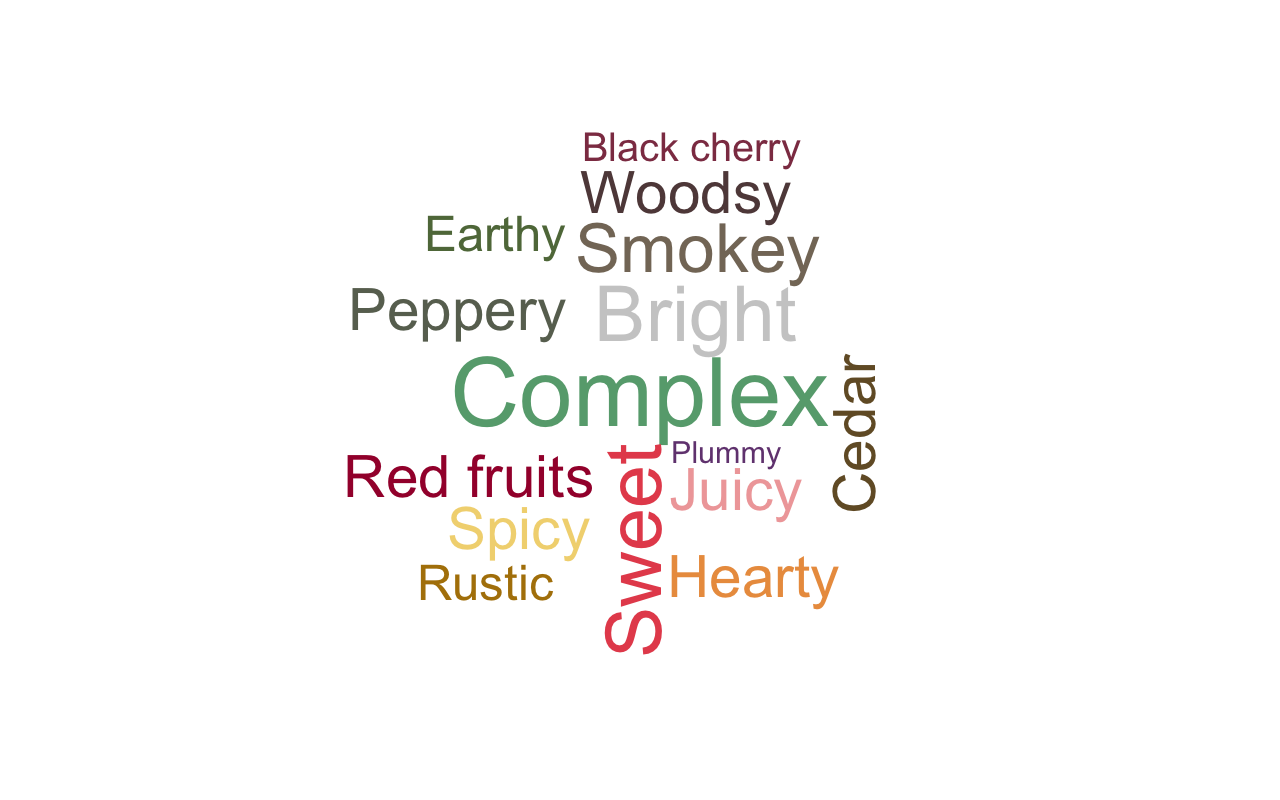 Black cherry
Woodsy
Earthy
Smokey
Peppery
Bright
Complex
Cedar
Plummy
Red fruits
Sweet
Juicy
Spicy
Rustic
Hearty